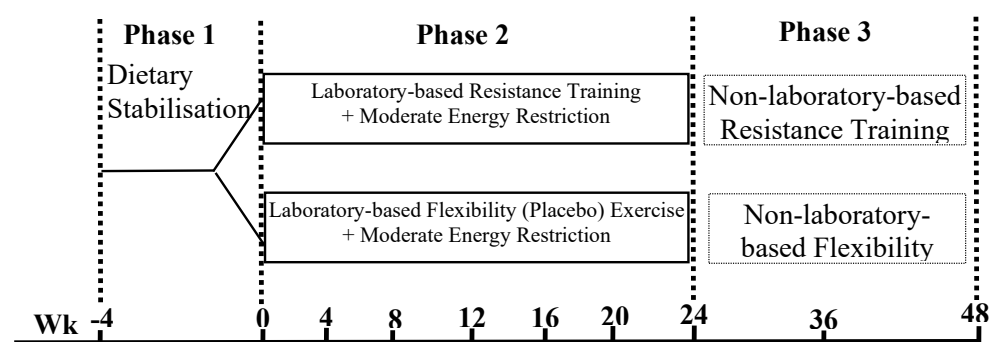 Phase 1
Phase 2
Phase 3
Dietary
Stabilisation
Laboratory-based Resistance Training
+ Moderate Energy Restriction
Non-laboratory-based
Resistance Training
Laboratory-based Flexibility (Placebo) Exercise
+ Moderate Energy Restriction
Non-laboratory-
based Flexibility
Wk -4 0 4 8 12 16 20 24 36 48